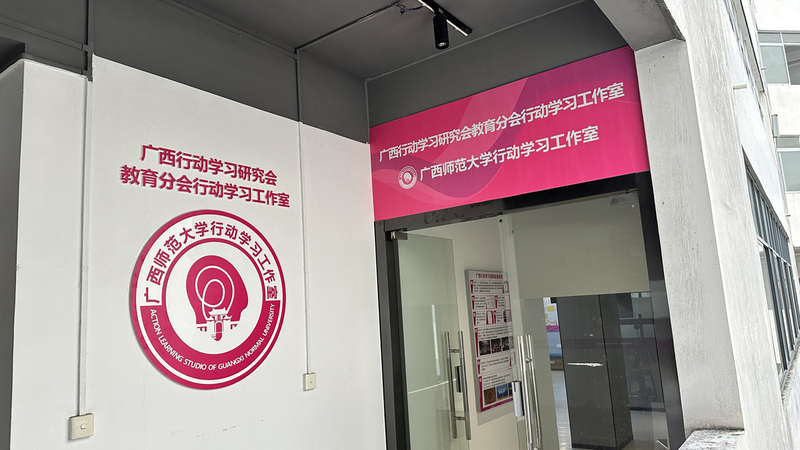 广西行动学习研究会
教育分会行动学习工作室
广西师范大学行动学习工作室
ACTION LEARNING STUDIO OF GUANGXI NORMAL UNIVERSITY
广西行动学习研究会教育分会行动学习工作室
广西师范大学行动学习工作室